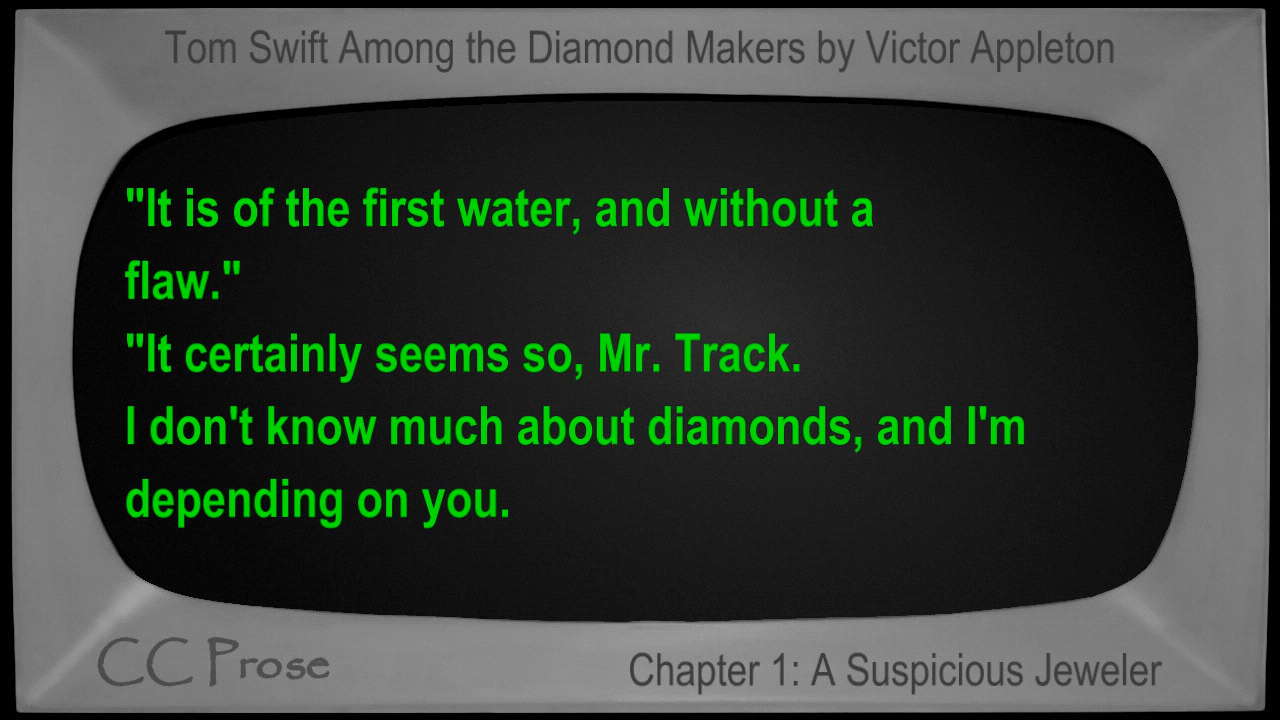 Tom Swift Among the Diamond Makers by Victor Appleton
"It is of the first water, and without a
flaw."
"It certainly seems so, Mr. Track.
I don't know much about diamonds, and I'm
depending on you.
CC Prose
Chapter 1: A Suspicious Jeweler